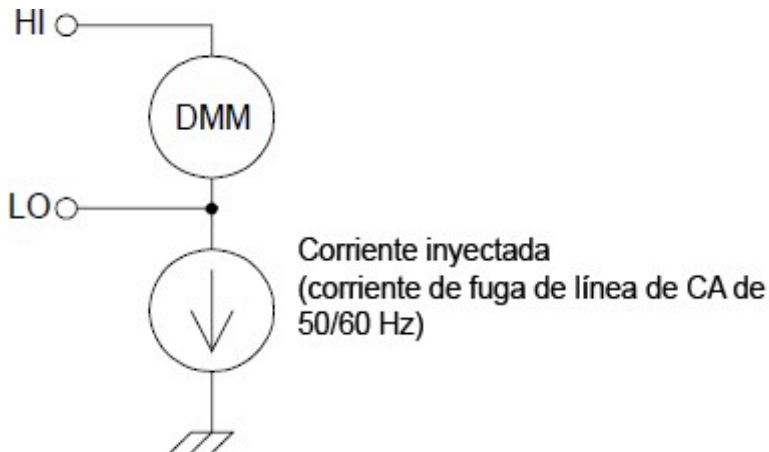 HI
DMM
LO
Corriente inyectada
(corriente de fuga de línea de CA de
50/60 Hz)